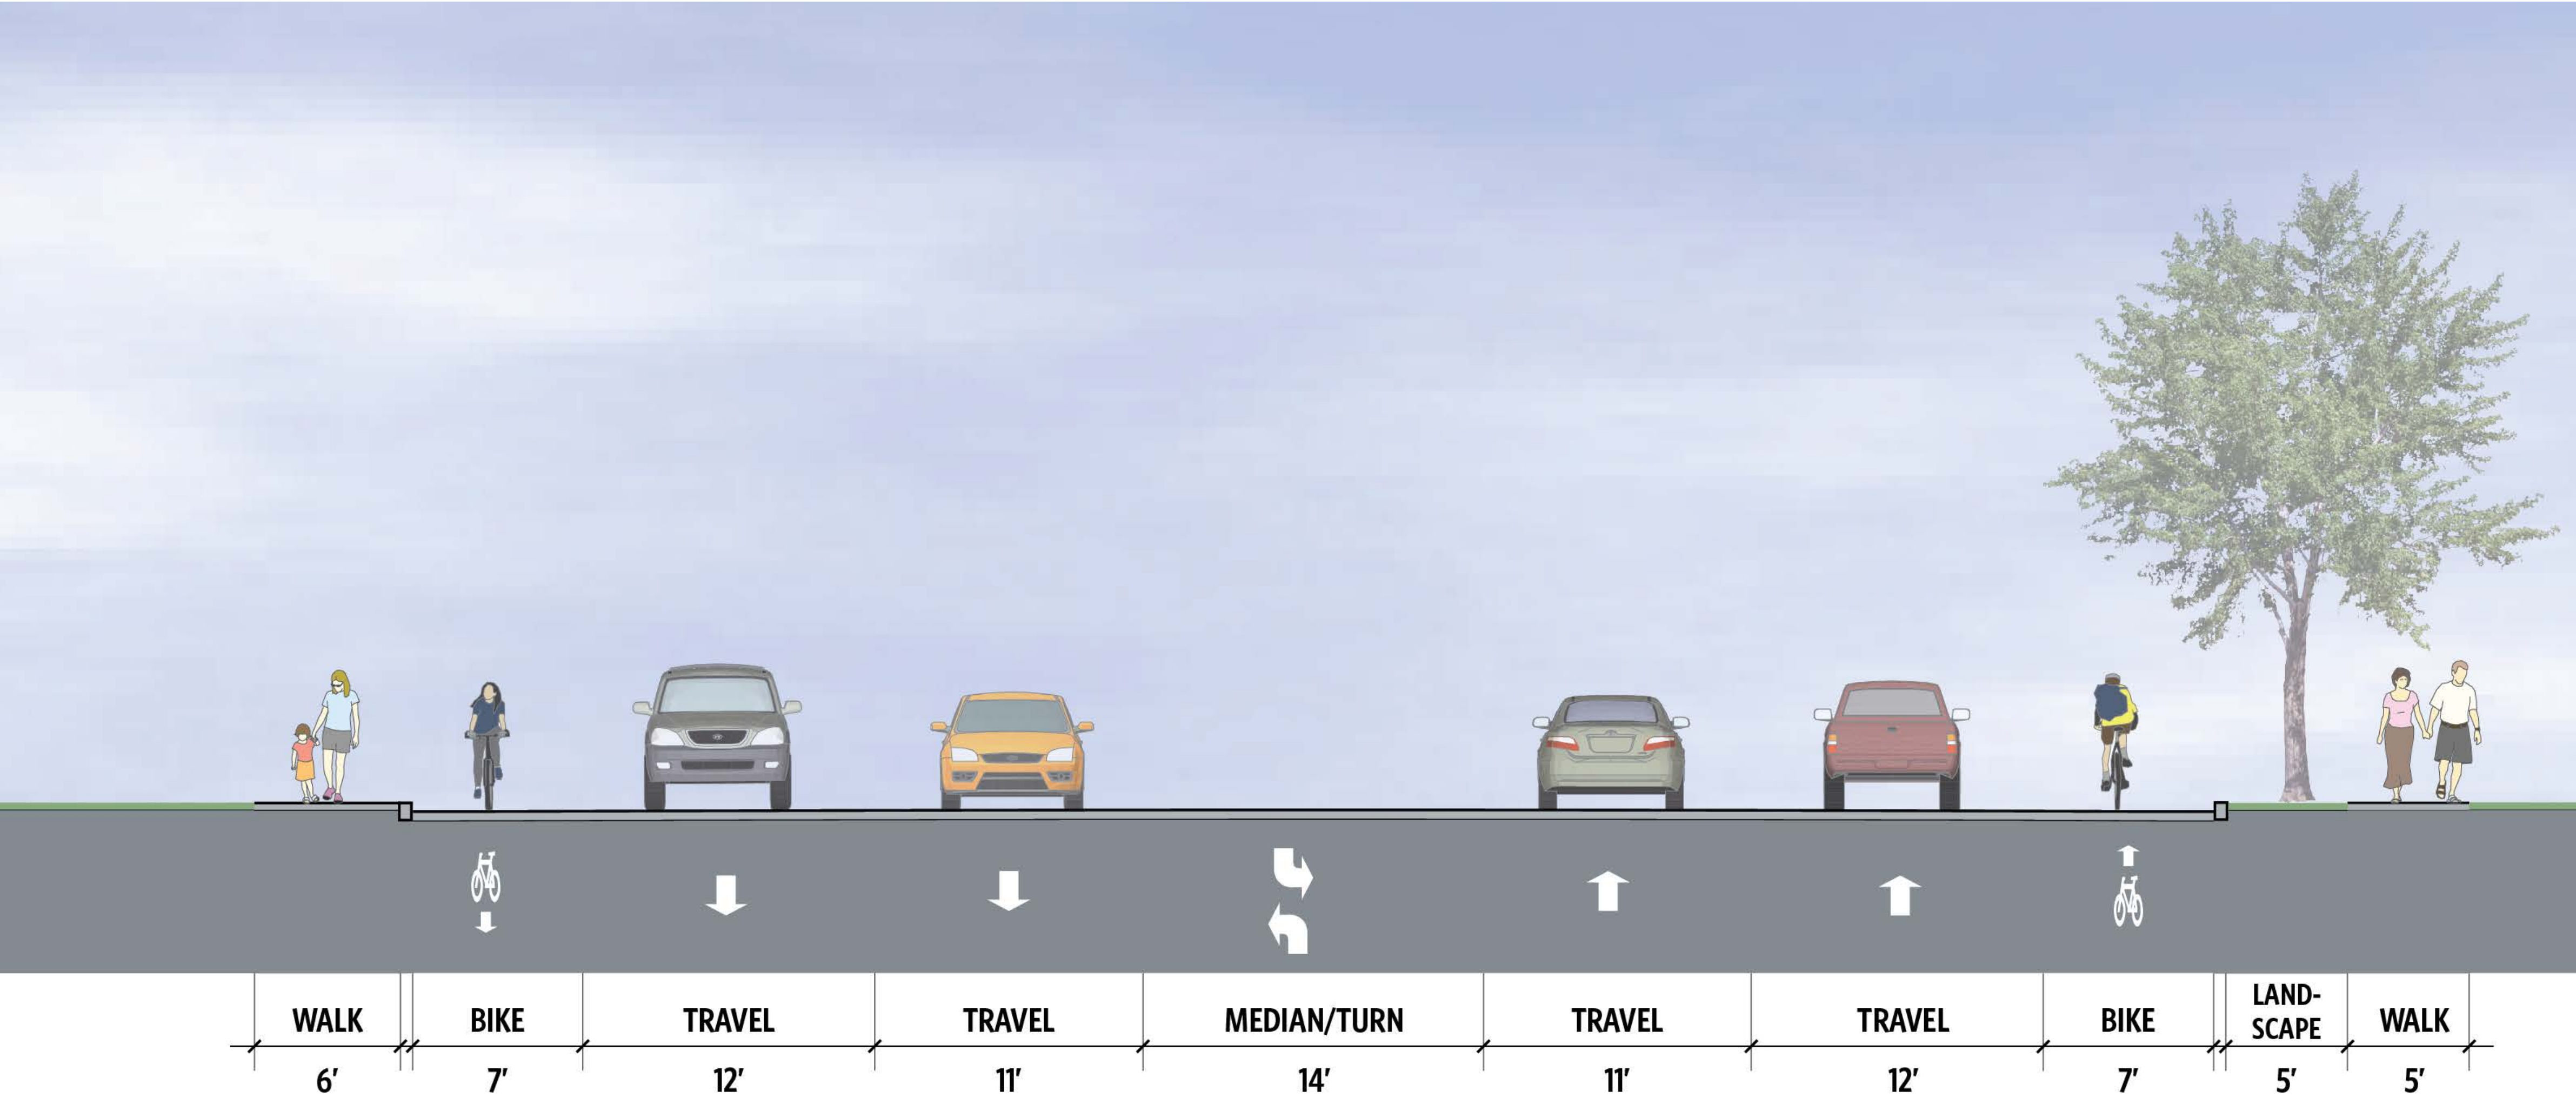 WALK BIKE TRAVEL TRAVEL MEDIAN/TURN TRAVEL TRAVEL BIKE LAND-
SCAPE WALK
6′ 7′ 12′ 11′ 14′ 11′ 12′ 7′ 5′ 5′